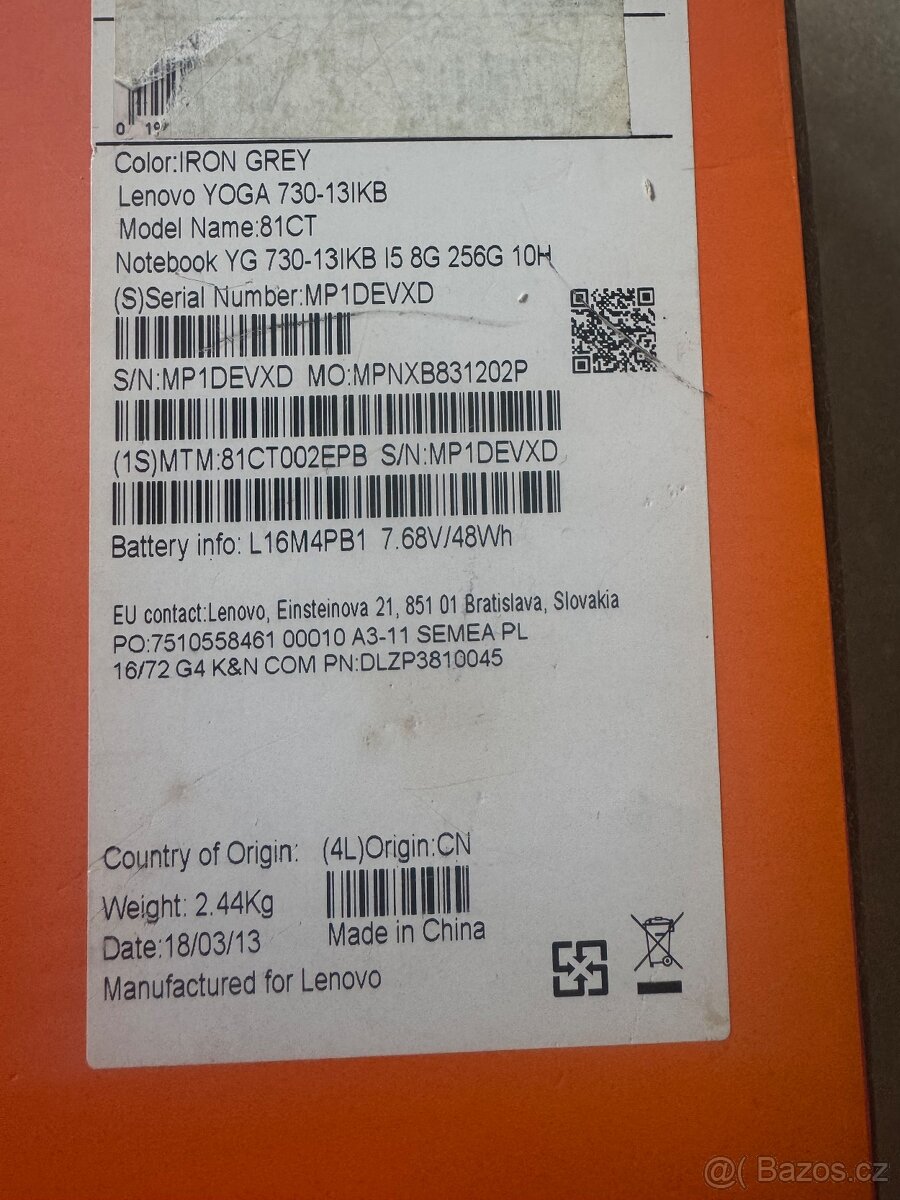 0 19
Color:IRON GREY
Lenovo YOGA 730-13IKB
Model Name:81CT
Notebook YG 730-13IKB I5 8G 256G 10H
(S)Serial Number:MP1DEVXD
S/N:MP1DEVXD MO:MPNXB831202P
(1S)MTM:81CT002EPB S/N:MP1DEVXD
Battery info: L16M4PB1 7.68V/48Wh
EU contact:Lenovo, Einsteinova 21, 851 01 Bratislava, Slovakia
PO:7510558461 00010 A3-11 SEMEA PL
16/72 G4 K&N COM PN:DLZP3810045
Country of Origin: (4L)Origin:CN
Weight: 2.44Kg
Made in China
Date:18/03/13
Manufactured for Lenovo
@( Bazos.cz